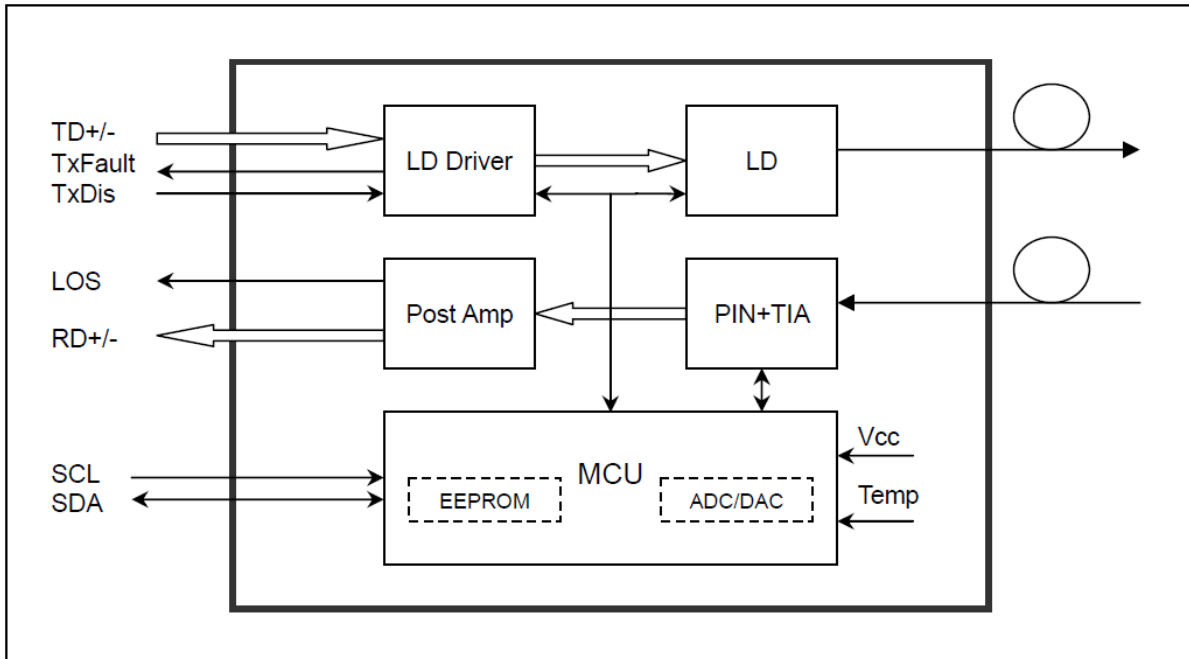 TD+/-
TxFault
TxDis
LD Driver
LD
LOS
RD+/-
Post Amp
PIN+TIA
SCL
SDA
MCU
EEPROM
ADC/DAC
Vcc
Temp